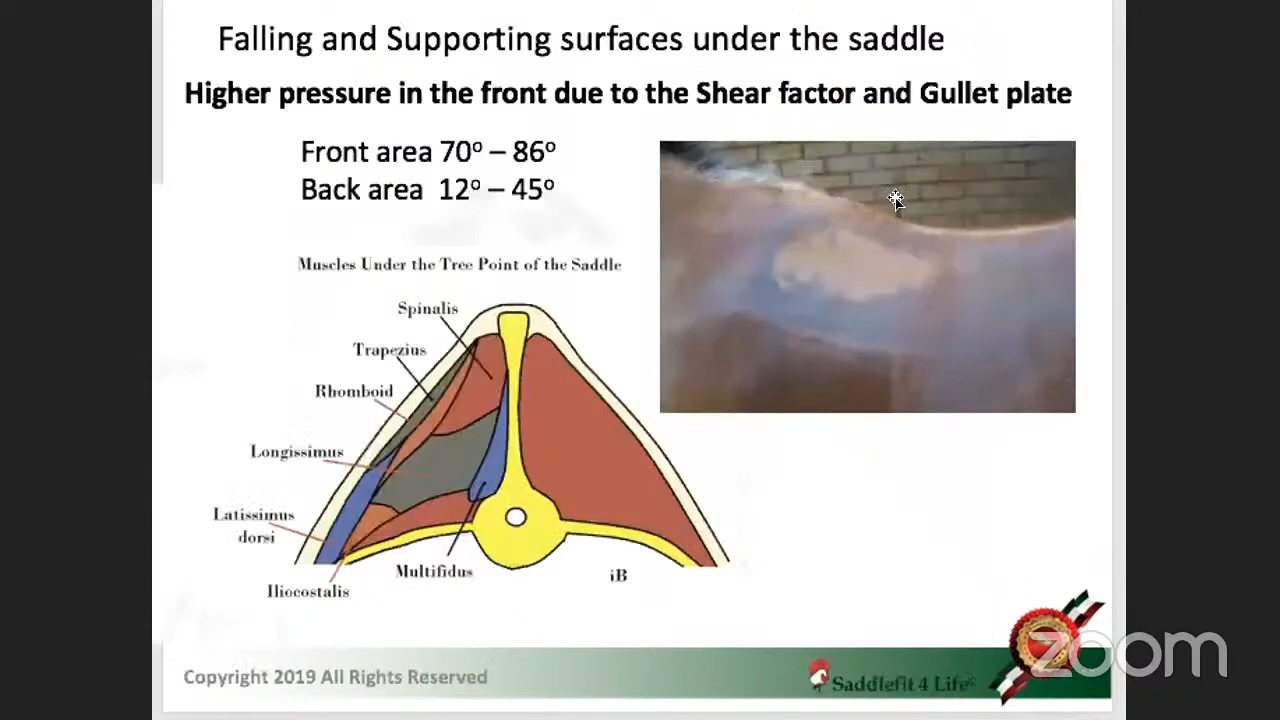 Falling and Supporting surfaces under the saddle
Higher pressure in the front due to the Shear factor and Gullet plate
Front area 70º – 86º
Back area 12º – 45º
Muscles Under the Tree Point of the Saddle
Spinalis
Trapezius
Rhomboid
Longissimus
Latissimus
dorsi
Multifidus
iB
Iliocostalis
Copyright 2019 All Rights Reserved
Saddlefit 4 Life
zoom